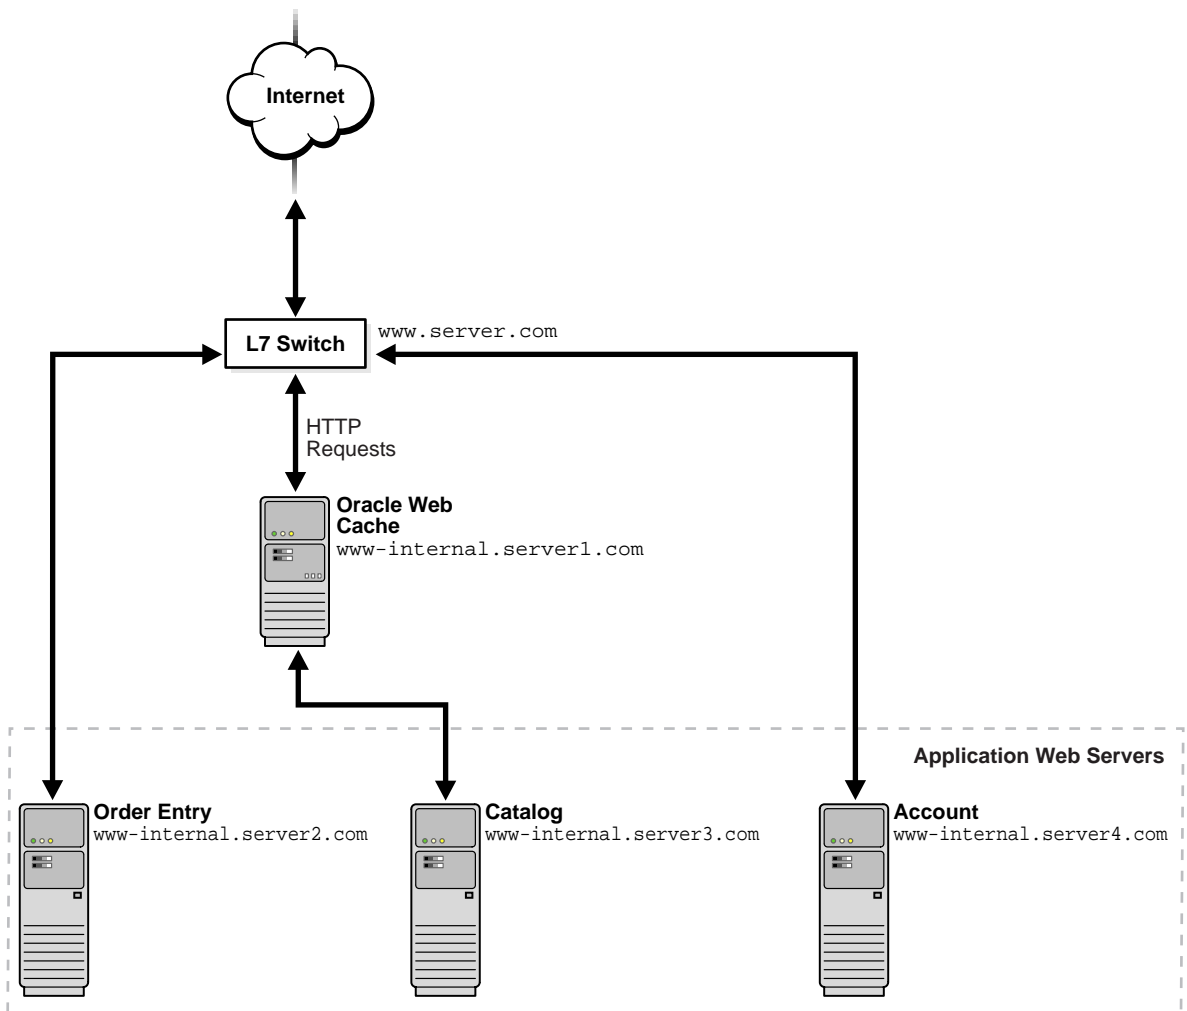 Internet
L7 Switch
www.server.com
HTTP
Requests
Oracle Web
Cache
www-internal.server1.com
Application Web Servers
Order Entry
www-internal.server2.com
Catalog
www-internal.server3.com
Account
www-internal.server4.com